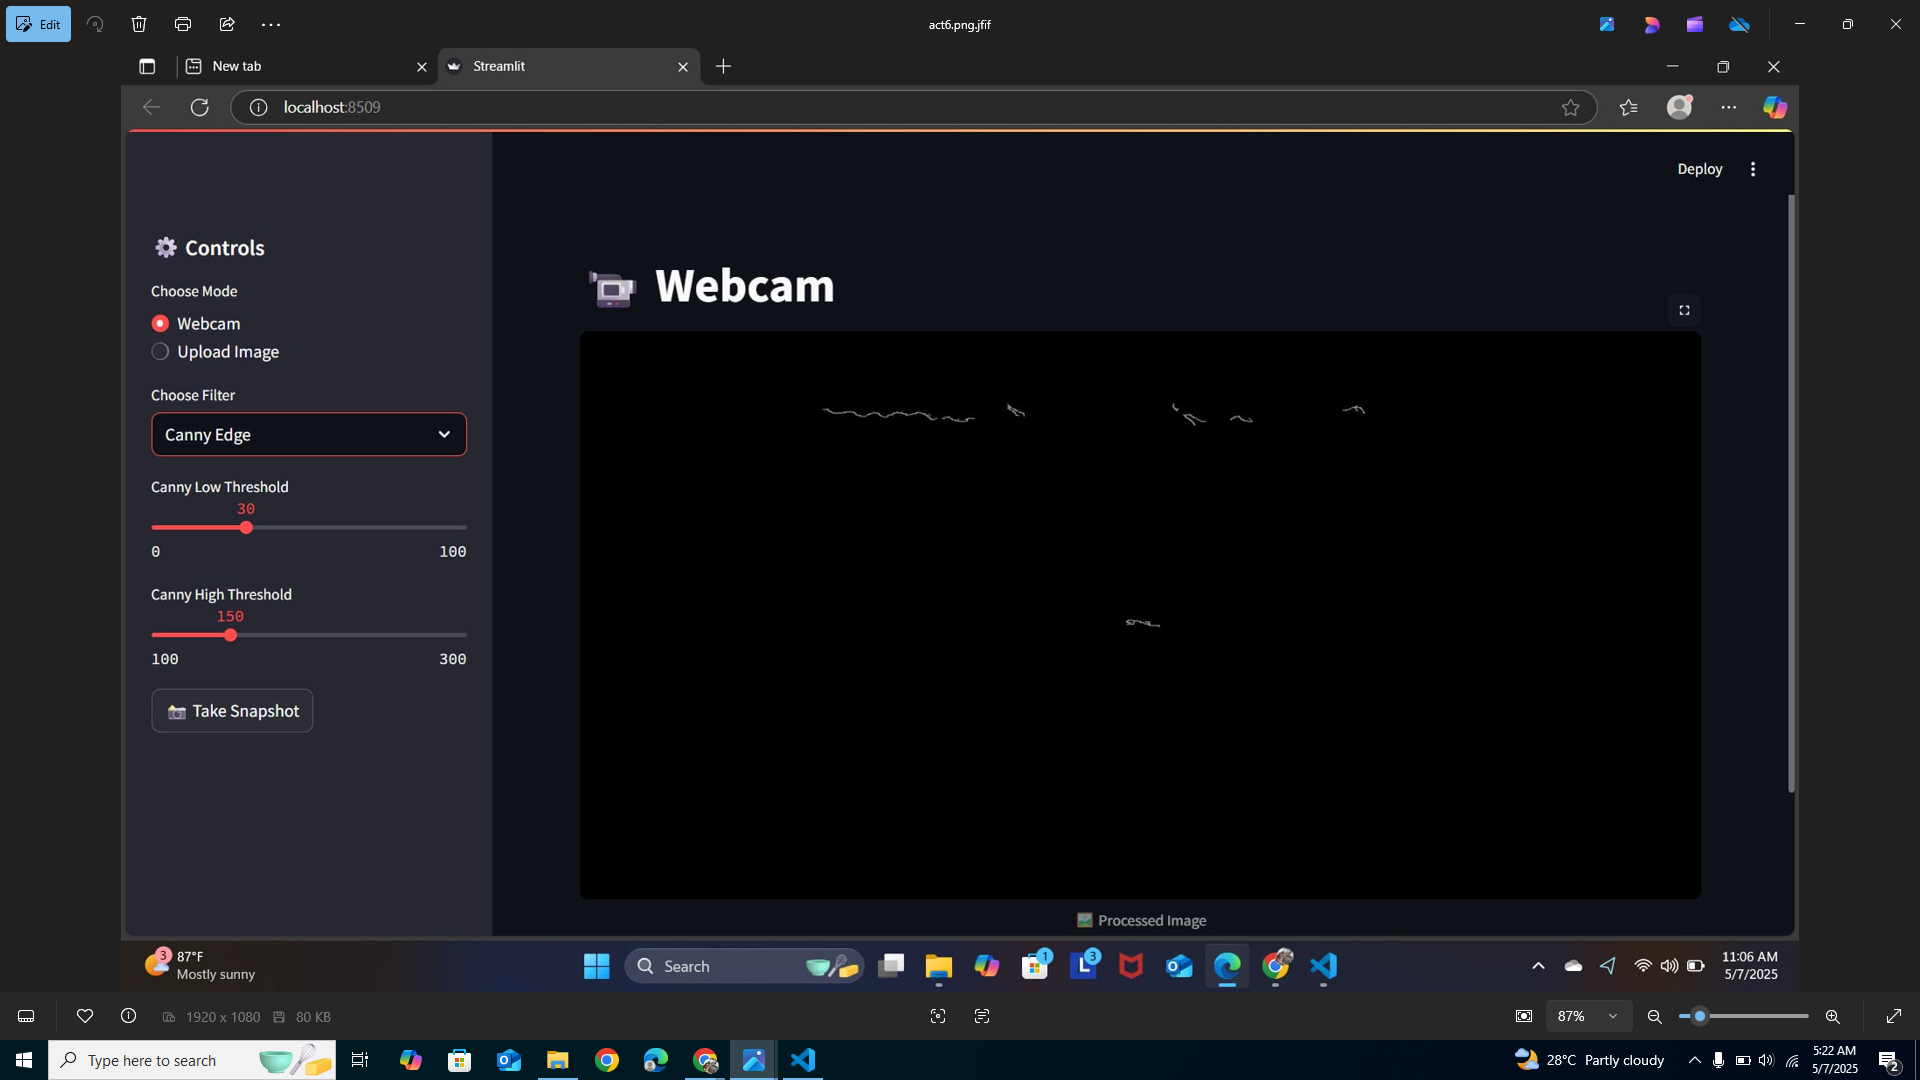 Edit
act6.png.jfif
New tab
Streamlit
localhost:8509
Deploy
Controls
Choose Mode
Webcam
Upload Image
Choose Filter
Canny Edge
Canny Low Threshold
30
0 100
Canny High Threshold
150
100 300
Take Snapshot
Webcam
Processed Image
3
87°F
Mostly sunny
Search
1
L 3
11:06 AM
5/7/2025
1920 x 1080 80 KB
87%
Type here to search
28°C Partly cloudy
5:22 AM
5/7/2025
2